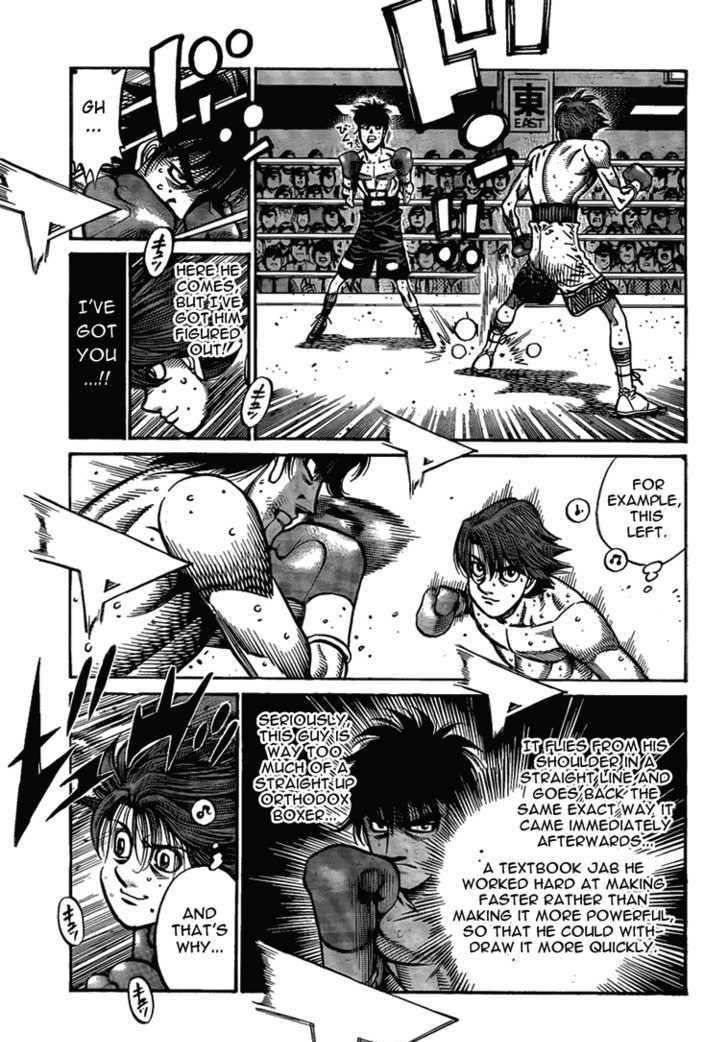 東
EAST
GH
...
HERE HE
COMES,
BUT I'VE
GOT HIM
FIGURED
OUT!!
I'VE
GOT
YOU
...!!
FOR
EXAMPLE,
THIS
LEFT.
IT FLIES FROM HIS
SHOULDER IN A
STRAIGHT LINE AND
GOES BACK THE
SAME EXACT WAY IT
CAME IMMEDIATELY
AFTERWARDS...
A TEXTBOOK JAB HE
WORKED HARD AT MAKING
FASTER RATHER THAN
MAKING IT MORE POWERFUL,
SO THAT HE COULD WITH-
DRAW IT MORE QUICKLY.
SERIOUSLY,
THIS GUY IS
WAY TOO
MUCH OF A
STRAIGHT UP
ORTHODOX
BOXER...
AND
THAT'S
WHY...